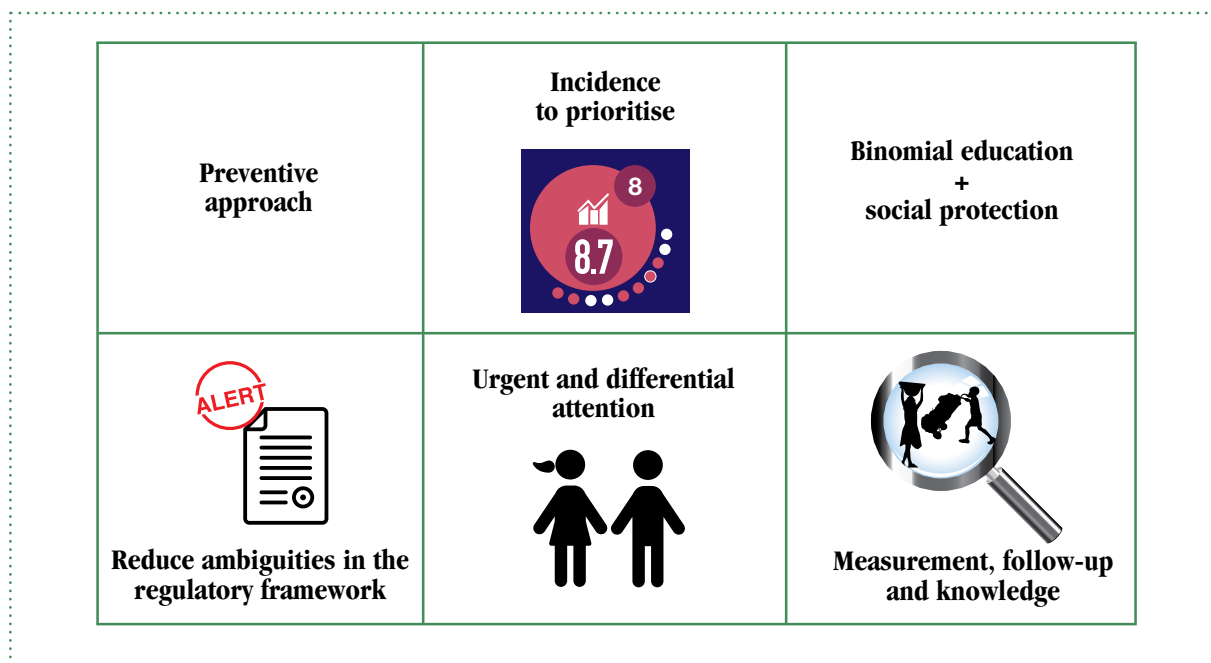 Preventive
approach
Incidence
to prioritise
8
8.7
Binomial education
+
social protection
ALERT
Reduce ambiguities in the
regulatory framework
Urgent and differential
attention
Measurement, follow-up
and knowledge